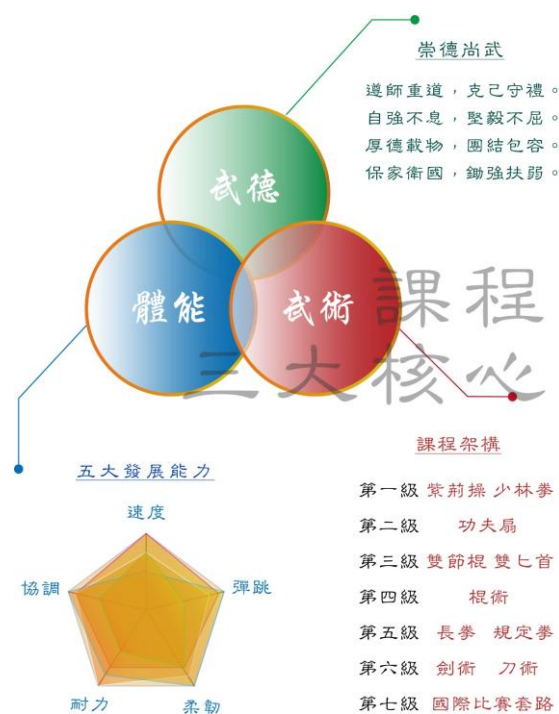 崇德尚武
遵師重道，克己守禮。
自強不息，堅毅不屈。
厚德載物，團結包容。
保家衛國，鋤強扶弱。
武德
體能
武術
課程
三大核心
五大發展能力
速度
協調
彈跳
耐力
柔韌
課程架構
第一級 紫荊操 少林拳
第二級 功夫扇
第三級 雙節棍 雙匕首
第四級 棍術
第五級 長拳 規定拳
第六級 劍術 刀術
第七級 國際比賽套路